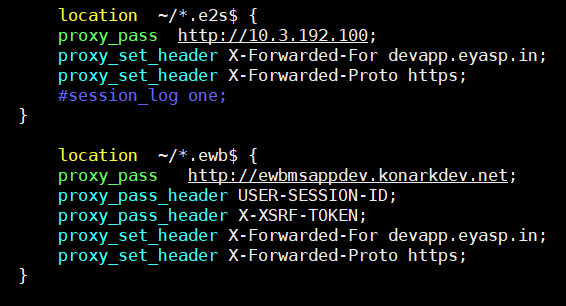 location ~/*.e2s$ {
proxy_pass http://10.3.192.100;
proxy_set_header X-Forwarded-For devapp.eyasp.in;
proxy_set_header X-Forwarded-Proto https;
#session_log one;
}
location ~/*.ewb$ {
proxy_pass http://ewbmsappdev.konarkdev.net;
proxy_pass_header USER-SESSION-ID;
proxy_pass_header X-XSRF-TOKEN;
proxy_set_header X-Forwarded-For devapp.eyasp.in;
proxy_set_header X-Forwarded-Proto https;
}